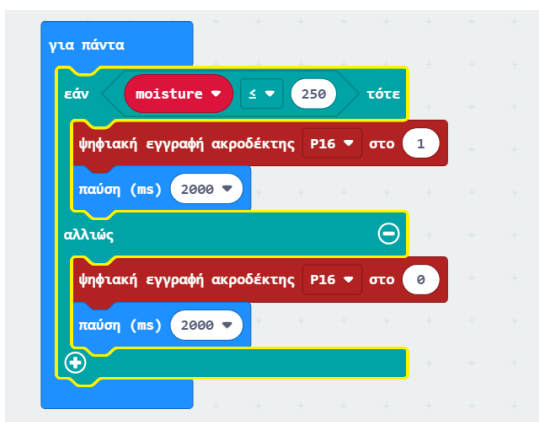 για πάντα
εάν moisture ≤ 250 τότε
ψηφιακή εγγραφή ακροδέκτης P16 στο 1
παύση (ms) 2000
αλλιώς
ψηφιακή εγγραφή ακροδέκτης P16 στο 0
παύση (ms) 2000